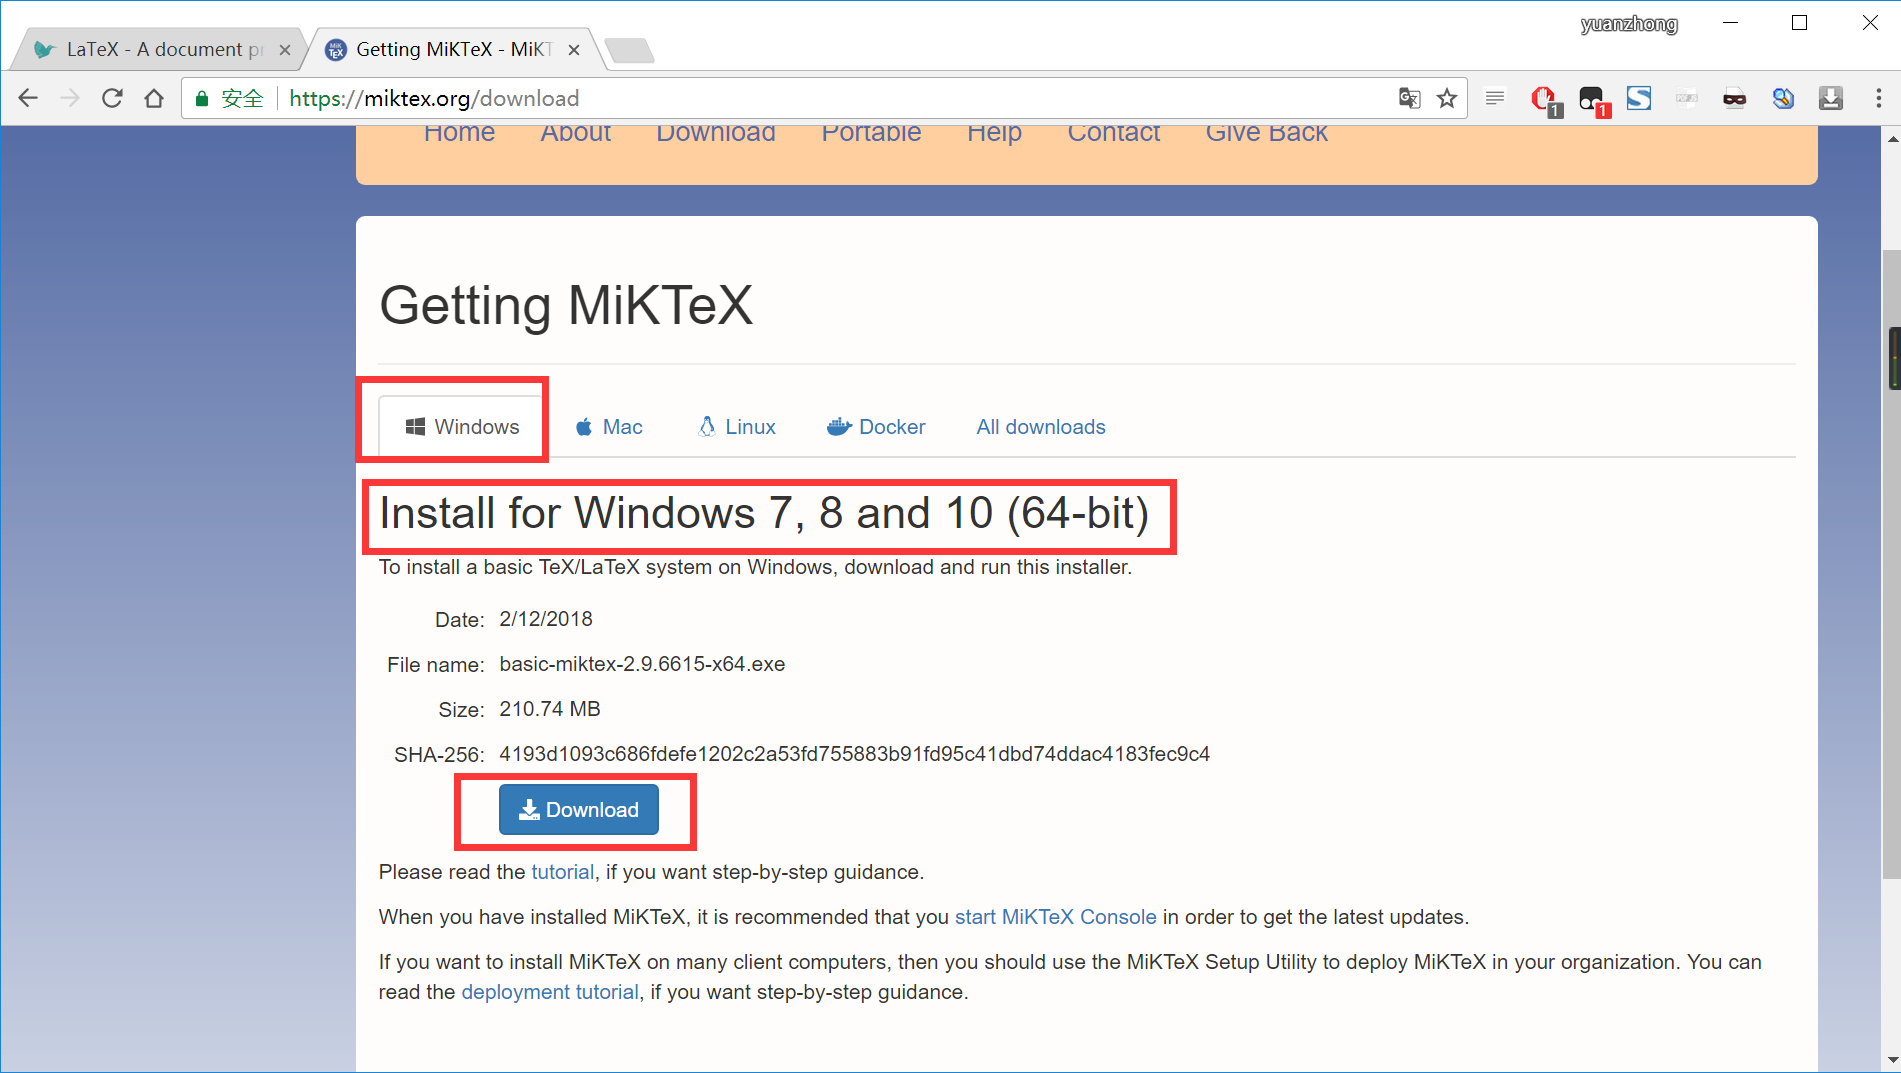 yuanzhong
LaTeX - A document pr
Getting MiKTeX - MiKT
安全 https://miktex.org/download
1
1
Home About Download Portable Help Contact Give Back
Getting MiKTeX
Windows Mac Linux Docker All downloads
Install for Windows 7, 8 and 10 (64-bit)
To install a basic TeX/LaTeX system on Windows, download and run this installer.
Date: 2/12/2018
File name: basic-miktex-2.9.6615-x64.exe
Size: 210.74 MB
SHA-256: 4193d1093c686fdefe1202c2a53fd755883b91fd95c41dbd74ddac4183fec9c4
Download
Please read the tutorial, if you want step-by-step guidance.
When you have installed MiKTeX, it is recommended that you start MiKTeX Console in order to get the latest updates.
If you want to install MiKTeX on many client computers, then you should use the MiKTeX Setup Utility to deploy MiKTeX in your organization. You can
read the deployment tutorial, if you want step-by-step guidance.